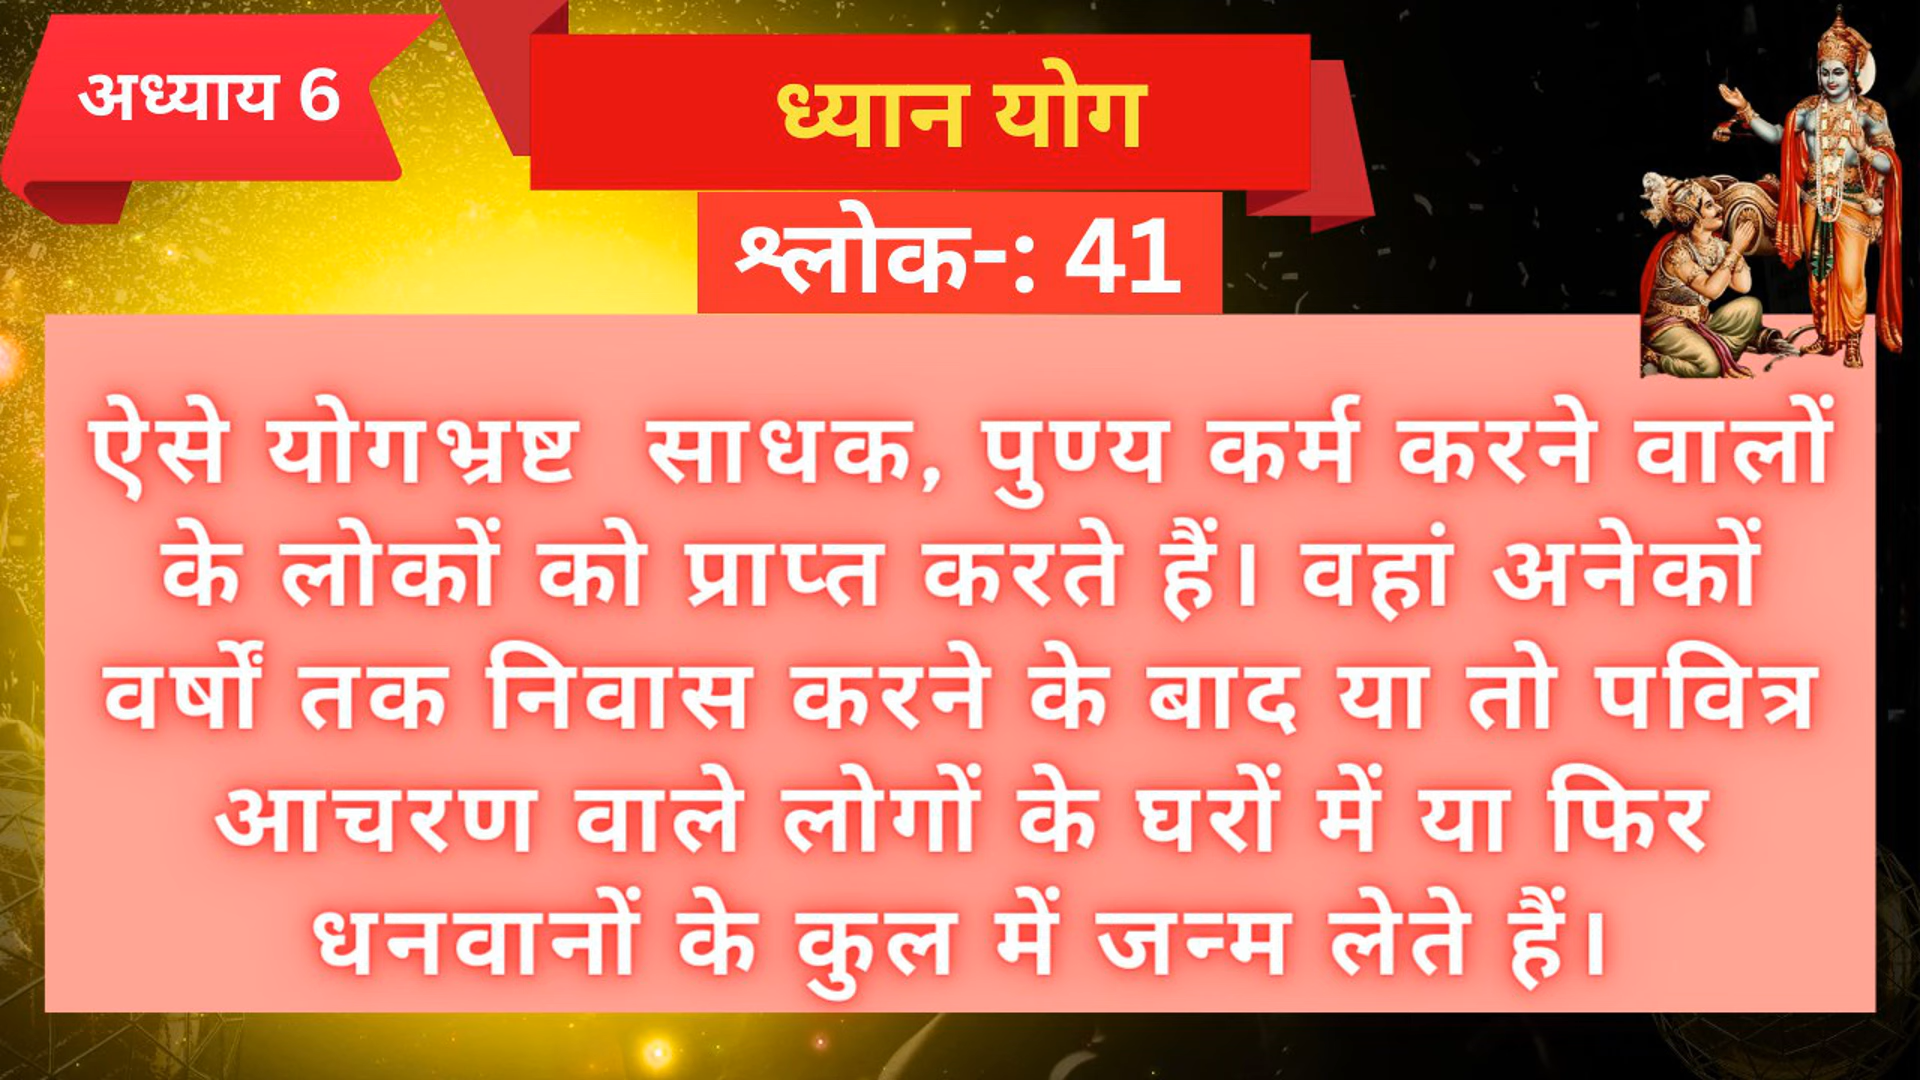 अध्याय 6
ध्यान योग
श्लोक-: 41
ऐसे योगभ्रष्ट साधक, पुण्य कर्म करने वालों
के लोकों को प्राप्त करते हैं। वहां अनेकों
वर्षों तक निवास करने के बाद या तो पवित्र
आचरण वाले लोगों के घरों में या फिर
धनवानों के कुल में जन्म लेते हैं।